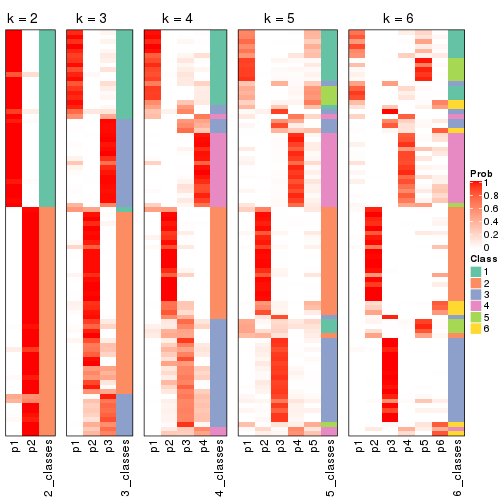 k = 2
k = 3
k = 4
k = 5
k = 6
Prob
1
0.8
0.6
0.4
0.2
0
Class
1
2
3
4
5
6
p1
p2
2_classes
p1
p2
p3
3_classes
p1
p2
p3
p4
4_classes
p1
p2
p3
p4
p5
5_classes
p1
p2
p3
p4
p5
p6
6_classes